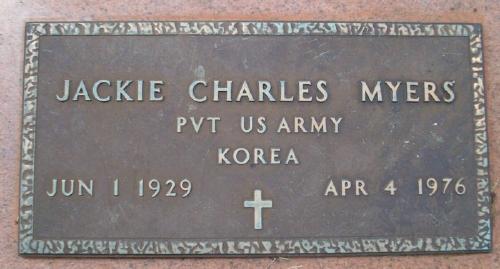 JACKIE CHARLES MYERS
PVT US ARMY
KOREA
JUN 1 1929 APR 4 1976